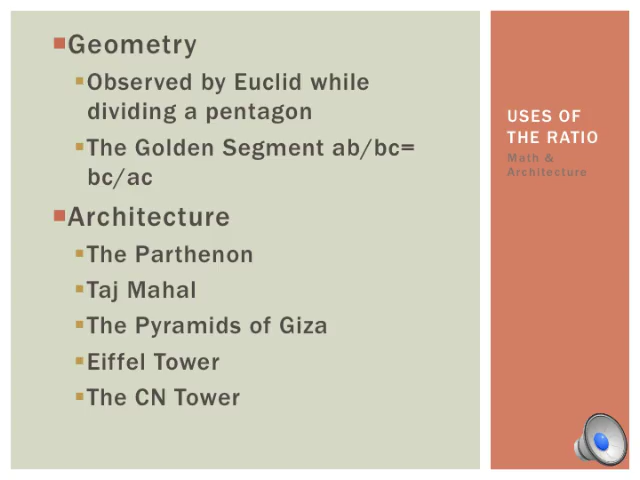 Geometry
Observed by Euclid while
dividing a pentagon
The Golden Segment ab/bc=
bc/ac
Architecture
The Parthenon
Taj Mahal
The Pyramids of Giza
Eiffel Tower
The CN Tower
USES OF
THE RATIO
Math &
Architecture